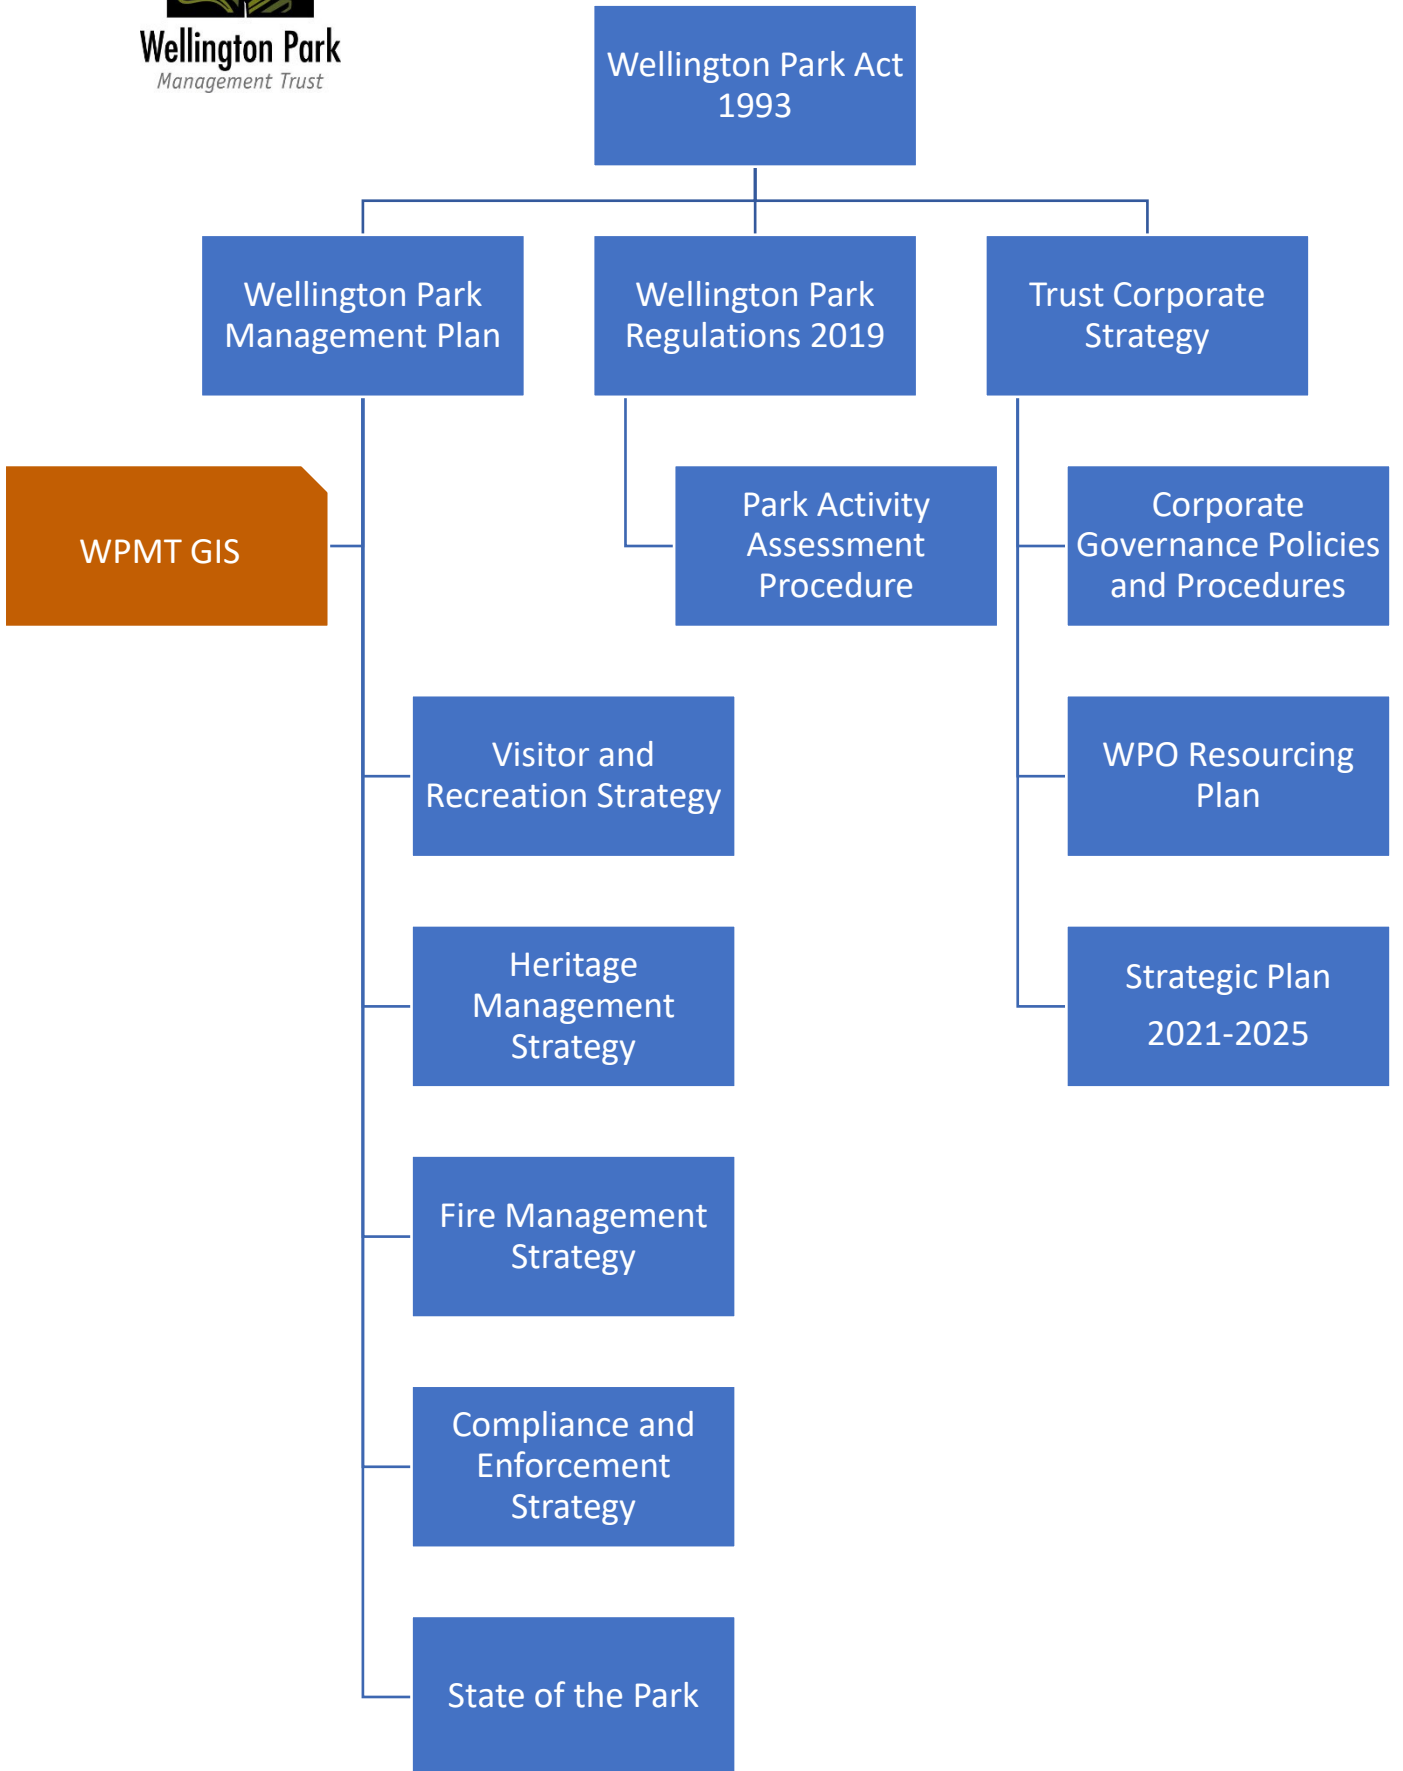 Wellington Park
Management Trust
Wellington Park Act
1993
Wellington Park
Management Plan
Wellington Park
Regulations 2019
Trust Corporate
Strategy
WPMT GIS
Park Activity
Assessment
Procedure
Corporate
Governance Policies
and Procedures
Visitor and
Recreation Strategy
WPO Resourcing
Plan
Heritage
Management
Strategy
Strategic Plan
2021-2025
Fire Management
Strategy
Compliance and
Enforcement
Strategy
State of the Park